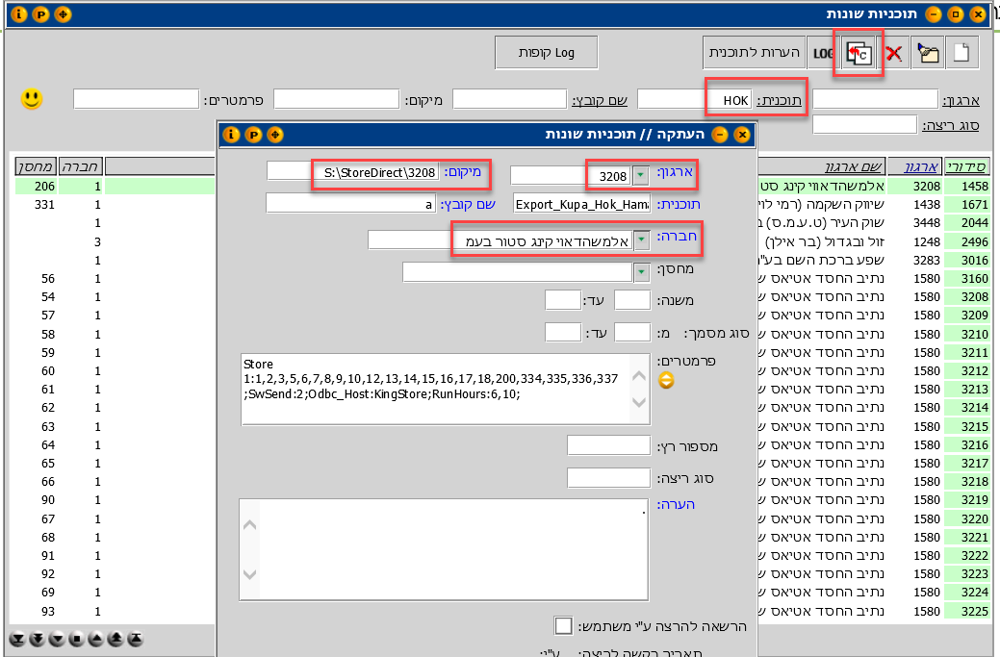 תוכניות שונות
Log קופות
הערות לתוכנית
LOG
C
ארגון:
תוכנית: HOK
שם קובץ:
מיקום:
פרמטרים:
סוג ריצה:
סידורי ארגון שם ארגון חברה מחסן
1458 3208 אלמשהדאווי קינג סט 1 206
1671 1438 שיווק השקמה (רמי לוי 1 331
2044 3448 שוק העיר (ט.ע.מ.ס) ב 1
2496 1248 זול ובגדול (בר אילן) 3
3016 3283 שפע ברכת השם בע"מ 1
3160 1580 נתיב החסד אטיאס ש 1 56
3208 1580 נתיב החסד אטיאס ש 1 54
3209 1580 נתיב החסד אטיאס ש 1 57
3210 1580 נתיב החסד אטיאס ש 1 58
3211 1580 נתיב החסד אטיאס ש 1 59
3212 1580 נתיב החסד אטיאס ש 1 60
3213 1580 נתיב החסד אטיאס ש 1 61
3214 1580 נתיב החסד אטיאס ש 1 62
3215 1580 נתיב החסד אטיאס ש 1 63
3216 1580 נתיב החסד אטיאס ש 1 64
3217 1580 נתיב החסד אטיאס ש 1 65
3218 1580 נתיב החסד אטיאס ש 1 66
3219 1580 נתיב החסד אטיאס ש 1 90
3220 1580 נתיב החסד אטיאס ש 1 67
3221 1580 נתיב החסד אטיאס ש 1 68
3222 1580 נתיב החסד אטיאס ש 1 91
3223 1580 נתיב החסד אטיאס ש 1 92
3224 1580 נתיב החסד אטיאס ש 1 69
3225 1580 נתיב החסד אטיאס ש 1 93
העתקה // תוכניות שונות
ארגון: 3208 מיקום: S:\StoreDirect\3208
תוכנית: Export_Kupa_Hok_Ham שם קובץ: a
חברה: אלמשהדאוי קינג סטור בעמ
מחסן:
משנה: עד:
סוג מסמך: מ: עד:
פרמטרים:
Store
1:1,2,3,5,6,7,8,9,10,12,13,14,15,16,17,18,200,334,335,336,337
;SwSend:2;Odbc_Host:KingStore;RunHours:6,10;
מספור רץ:
סוג ריצה:
הערה: .
הרשאה להרצה ע"י משתמש:
תאריך בקשה לריצה: ע"י: